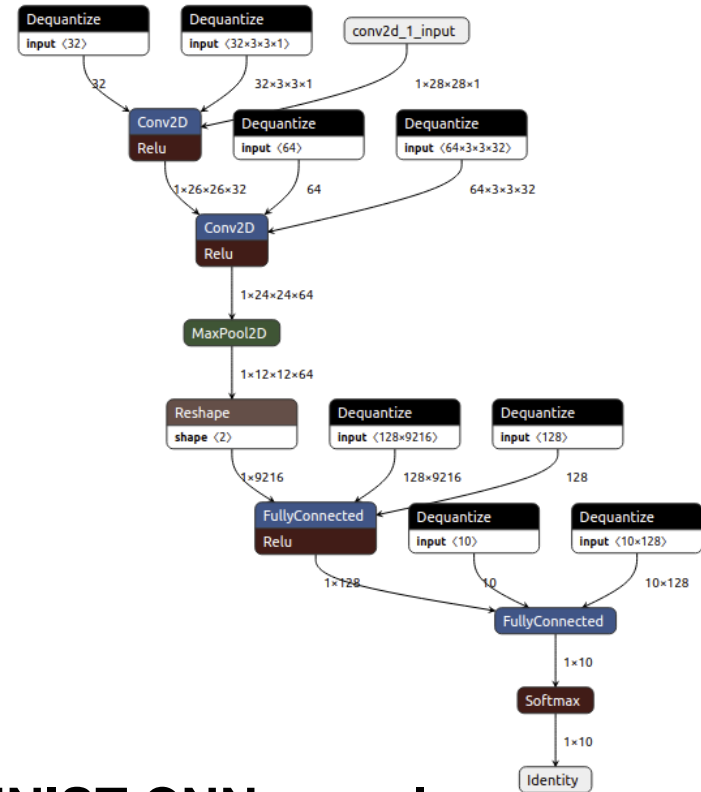 Dequantize
input ⟨32⟩
Dequantize
input ⟨32×3×3×1⟩
conv2d_1_input
32
32×3×3×1
1×28×28×1
Conv2D
Relu
Dequantize
input ⟨64⟩
Dequantize
input ⟨64×3×3×32⟩
1×26×26×32
64
64×3×3×32
Conv2D
Relu
1×24×24×64
MaxPool2D
1×12×12×64
Reshape
shape ⟨2⟩
Dequantize
input ⟨128×9216⟩
Dequantize
input ⟨128⟩
1×9216
128×9216
128
FullyConnected
Relu
Dequantize
input ⟨10⟩
Dequantize
input ⟨10×128⟩
1×128
10
10×128
FullyConnected
1×10
Softmax
1×10
Identity